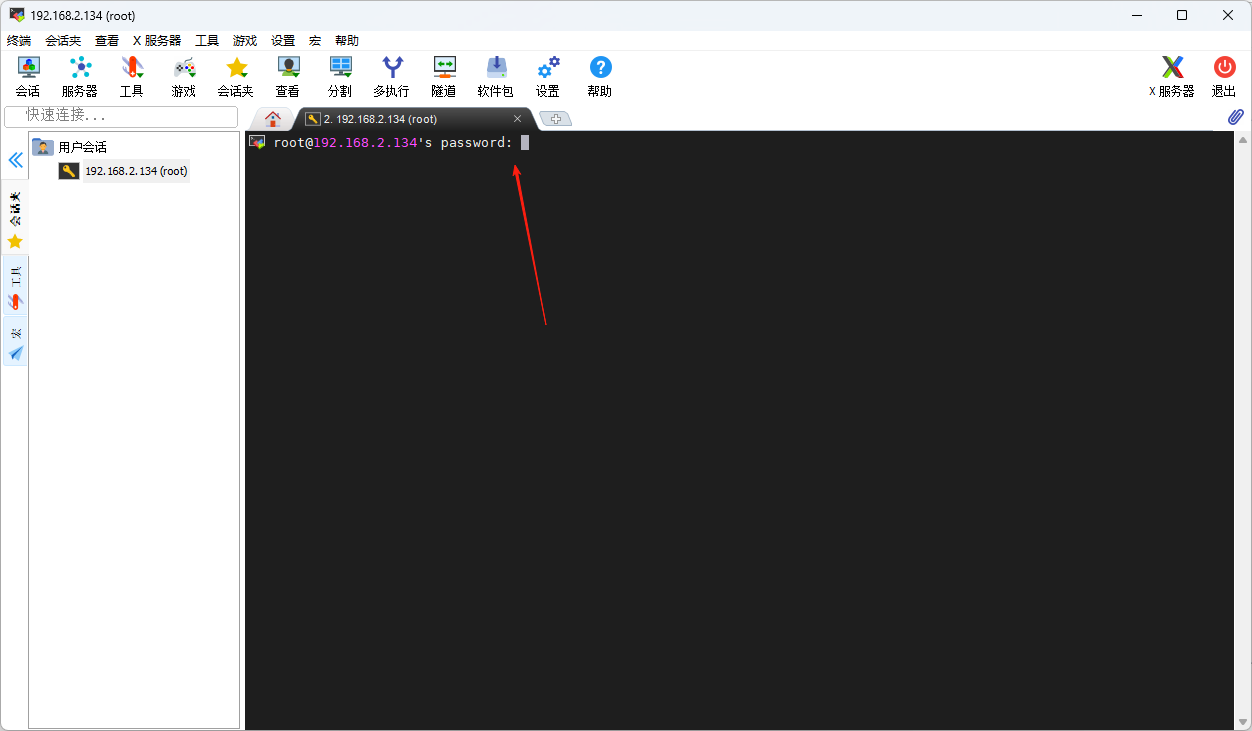 192.168.2.134 (root)
终端 会话夹 查看 X 服务器 工具 游戏 设置 宏 帮助
会话 服务器 工具 游戏 会话夹 查看 分割 多执行 隧道 软件包 设置 帮助 X 服务器 退出
快速连接...
2. 192.168.2.134 (root)
root@192.168.2.134's password:
用户会话
192.168.2.134 (root)
会话夹
工具
宏